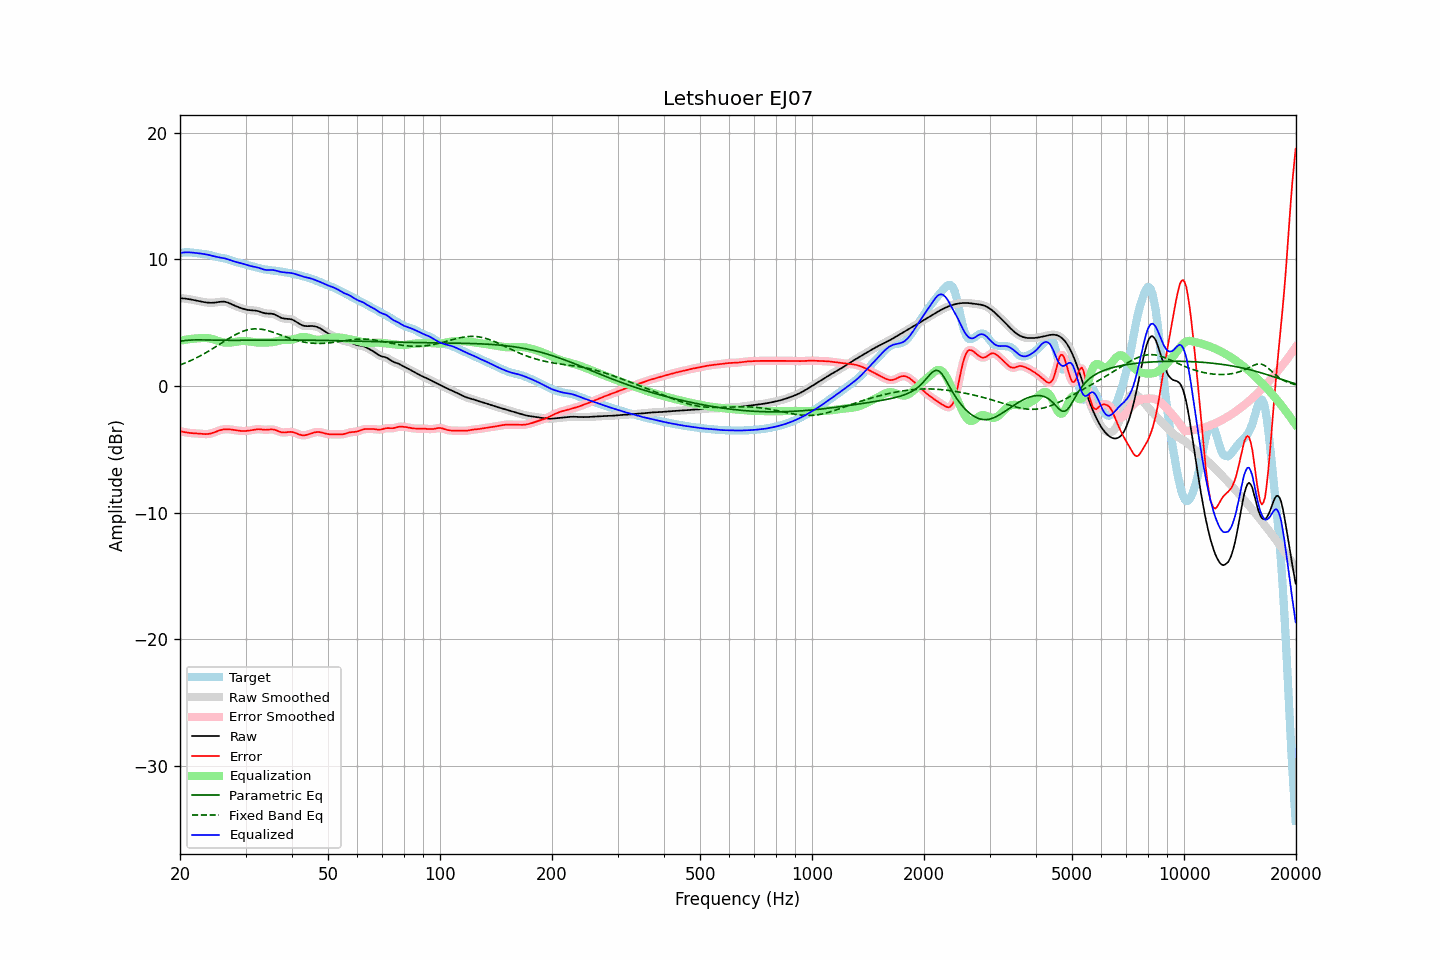 Letshuoer EJ07
20
10
0
−10
−20
−30
Amplitude (dBr)
Target
Raw Smoothed
Error Smoothed
Raw
Error
Equalization
Parametric Eq
Fixed Band Eq
Equalized
20 50 100 200 500 1000 2000 5000 10000 20000
Frequency (Hz)